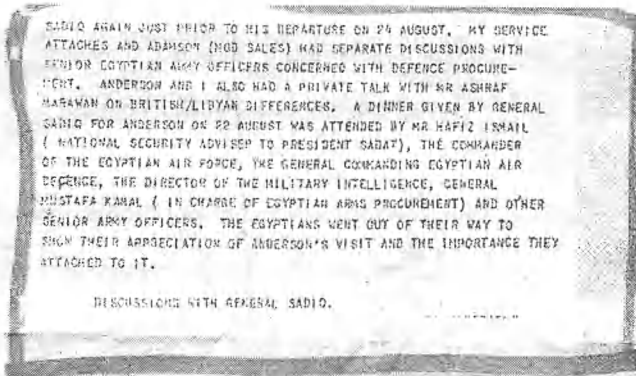 SADIQ AGAIN JUST PRIOR TO HIS DEPARTURE ON 24 AUGUST. MY SERVICE
ATTACHES AND ADAMSON (MOD SALES) HAD SEPARATE DISCUSSIONS WITH
SENIOR EGYPTIAN ARMY OFFICERS CONCERNED WITH DEFENCE PROCURE-
MENT. ANDERSON AND I ALSO HAD A PRIVATE TALK WITH MR ASHRAF
MARAWAN ON BRITISH/LIBYAN DIFFERENCES. A DINNER GIVEN BY GENERAL
SADIQ FOR ANDERSON ON 22 AUGUST WAS ATTENDED BY MR HAFIZ ISMAIL
( NATIONAL SECURITY ADVISER TO PRESIDENT SADAT), THE COMMANDER
OF THE EGYPTIAN AIR FORCE, THE GENERAL COMMANDING EGYPTIAN AIR
DEFENCE, THE DIRECTOR OF THE MILITARY INTELLIGENCE, GENERAL
MUSTAFA KAMAL ( IN CHARGE OF EGYPTIAN ARMS PROCUREMENT) AND OTHER
SENIOR ARMY OFFICERS. THE EGYPTIANS WENT OUT OF THEIR WAY TO
SHOW THEIR APPRECIATION OF ANDERSON'S VISIT AND THE IMPORTANCE THEY
ATTACHED TO IT.
DISCUSSIONS WITH GENERAL SADIQ.